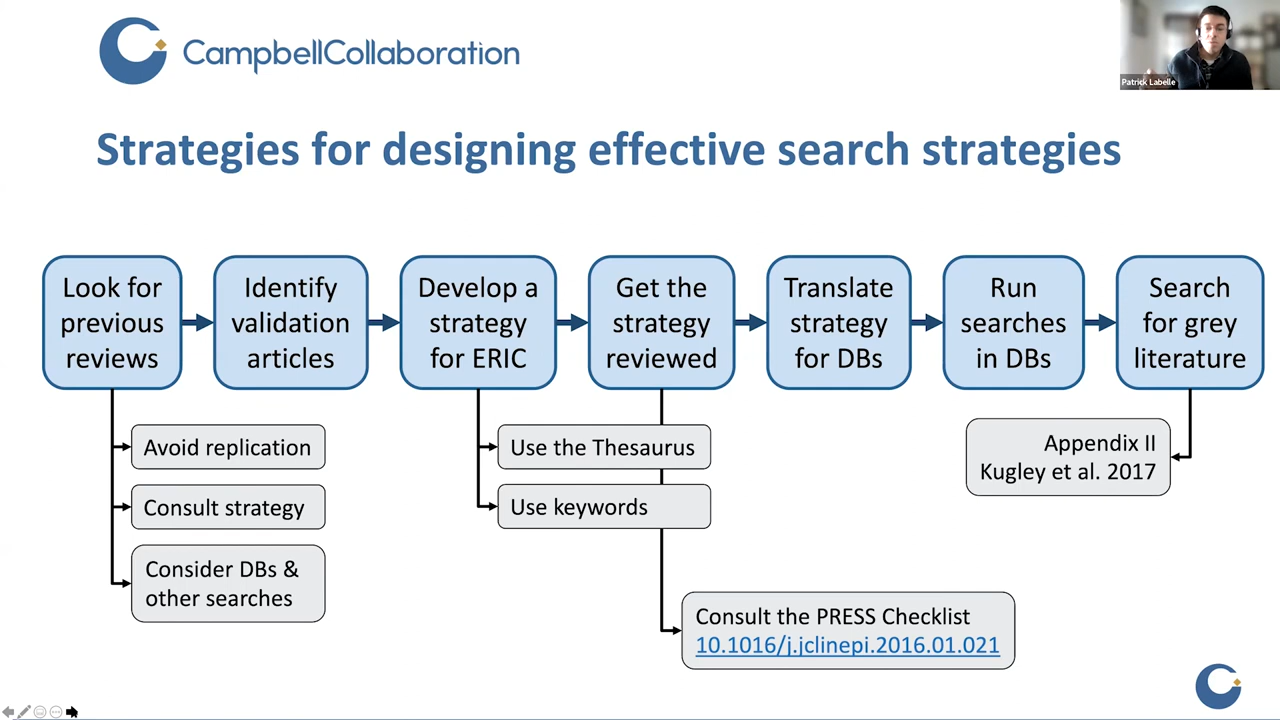 CampbellCollaboration
Patrick Labelle
Strategies for designing effective search strategies
Look for
previous
reviews
Identify
validation
articles
Develop a
strategy
for ERIC
Get the
strategy
reviewed
Translate
strategy
for DBs
Run
searches
in DBs
Search
for grey
literature
Avoid replication
Consult strategy
Consider DBs &
other searches
Use the Thesaurus
Use keywords
Consult the PRESS Checklist
10.1016/j.jclinepi.2016.01.021
Appendix II
Kugley et al. 2017